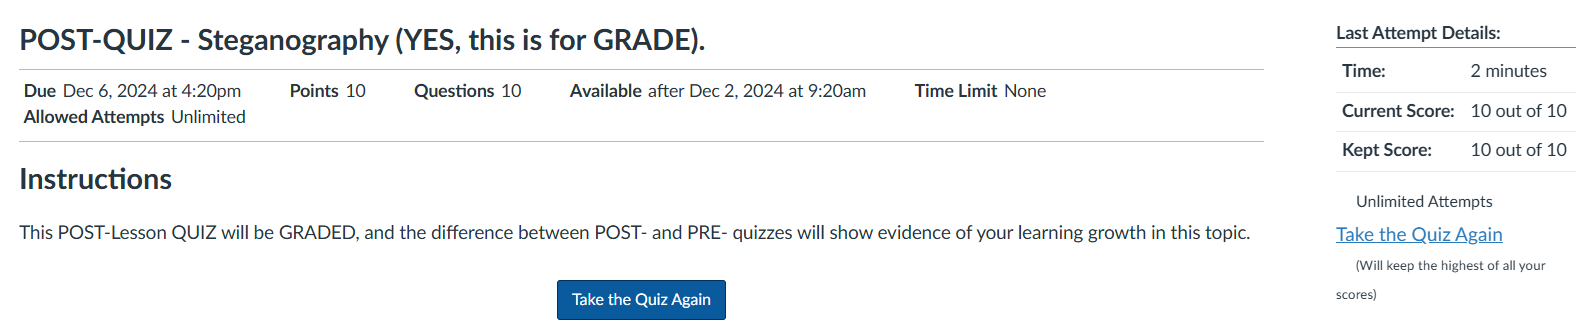 POST-QUIZ - Steganography (YES, this is for GRADE).
Due Dec 6, 2024 at 4:20pm Points 10 Questions 10 Available after Dec 2, 2024 at 9:20am Time Limit None
Allowed Attempts Unlimited
Instructions
This POST-Lesson QUIZ will be GRADED, and the difference between POST- and PRE- quizzes will show evidence of your learning growth in this topic.
Take the Quiz Again
Last Attempt Details:
Time: 2 minutes
Current Score: 10 out of 10
Kept Score: 10 out of 10
Unlimited Attempts
Take the Quiz Again
(Will keep the highest of all your
scores)